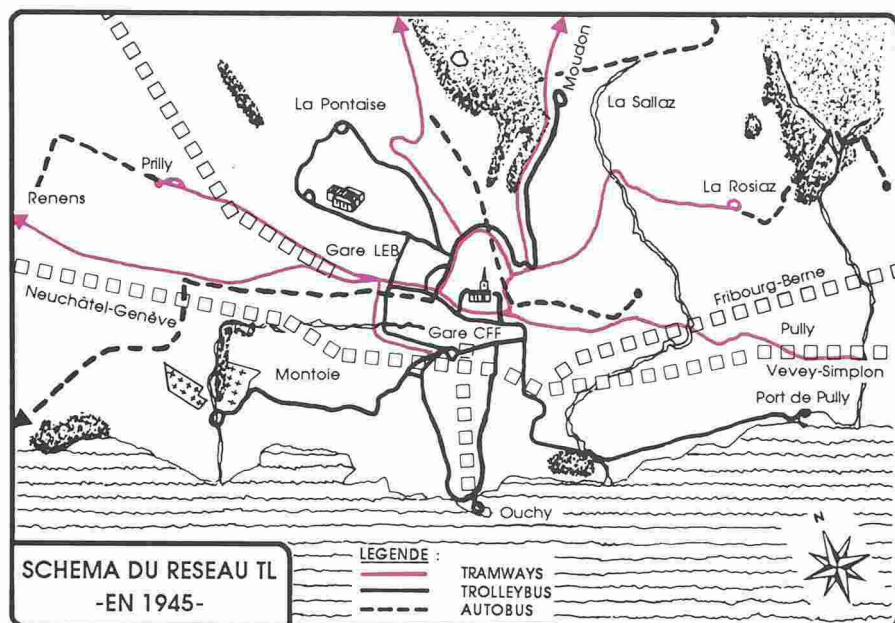 La Pontaise
Moudon
La Sallaz
Prilly
Renens
La Rosiaz
Gare LEB
Neuchâtel-Genève
Fribourg-Berne
Gare CFF
Pully
Vevey-Simplon
Montoie
Port de Pully
Ouchy
N
SCHEMA DU RESEAU TL
-EN 1945-
LEGENDE :
TRAMWAYS
TROLLEYBUS
AUTOBUS